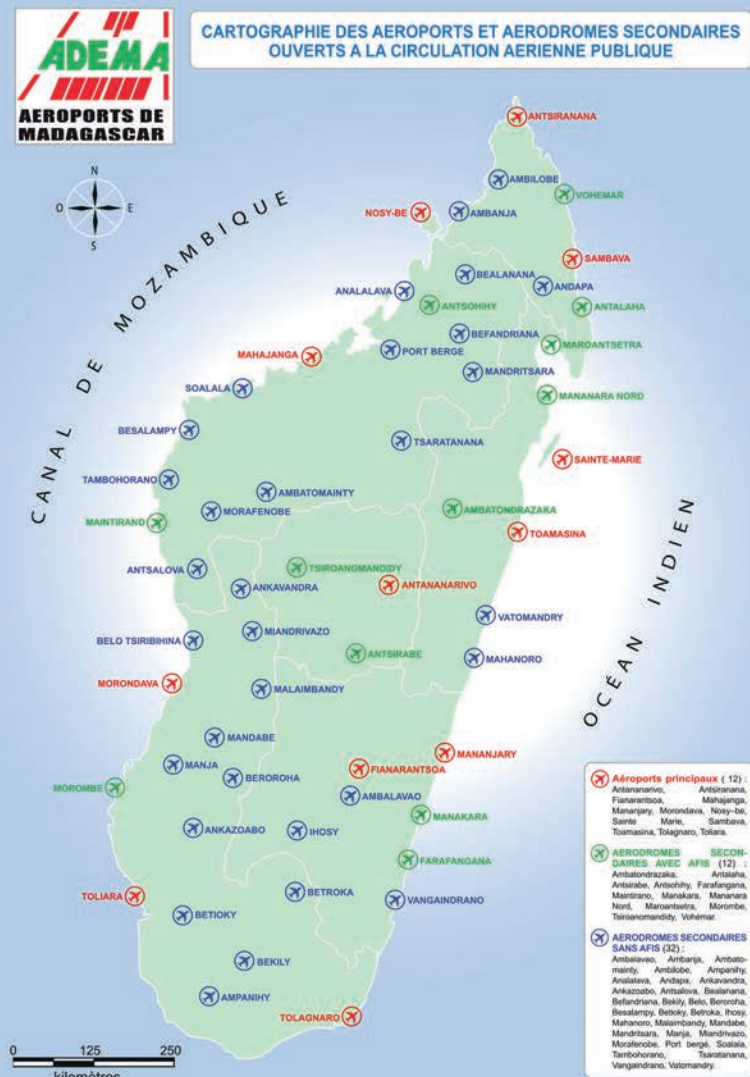 ADEMA
AEROPORTS DE
MADAGASCAR
CARTOGRAPHIE DES AEROPORTS ET AERODROMES SECONDAIRES
OUVERTS A LA CIRCULATION AERIENNE PUBLIQUE
N
O
E
S
CANAL DE MOZAMBIQUE
OCÉAN INDIEN
ANTSIRANANA
AMBILOBE
VOHEMAR
NOSY-BE
AMBANJA
SAMBAVA
BEALANANA
ANDAPA
ANALALAVA
ANTSOHIHY
ANTALAHA
BEFANDRIANA
MAROANTSETRA
PORT BERGE
MAHAJANGA
MANDRITSARA
SOALALA
MANANARA NORD
BESALAMPY
TSARATANANA
SAINTE-MARIE
TAMBOHORANO
AMBATOMAINTY
MORAFENOBE
AMBATONDRAZAKA
MAINTIRANO
TOAMASINA
ANTSALOVA
TSIROANOMANDIDY
ANKAVANDRA
ANTANANARIVO
VATOMANDRY
MIANDRIVAZO
BELO TSIRIBIHINA
ANTSIRABE
MAHANORO
MORONDAVA
MALAIMBANDY
MANDABE
MANANJARY
MANJA
BEROROHA
FIANARANTSOA
MOROMBE
AMBALAVAO
MANAKARA
ANKAZOABO
IHOSY
FARAFANGANA
TOLIARA
BETROKA
VANGAINDRANO
BETIOKY
BEKILY
AMPANIHY
TOLAGNARO
0 125 250
kilomètres
Aéroports principaux ( 12) :
Antananarivo, Antsiranana,
Fianarantsoa, Mahajanga,
Mananjary, Morondava, Nosy-be,
Sainte Marie, Sambava,
Toamasina, Tolagnaro, Toliara.
AERODROMES SECON-
DAIRES AVEC AFIS (12) :
Ambatondrazaka, Antalaha,
Antsirabe, Antsohihy, Farafangana,
Maintirano, Manakara, Mananara
Nord, Maroantsetra, Morombe,
Tsiroanomandidy, Vohémar.
AERODROMES SECONDAIRES
SANS AFIS (32) :
Ambalavao, Ambanja, Ambato-
mainty, Ambilobe, Ampanihy,
Analalava, Andapa, Ankavandra,
Ankazoabo, Antsalova, Bealanana,
Befandriana, Bekily, Belo, Beroroha,
Besalampy, Betioky, Betroka, Ihosy,
Mahanoro, Malaimbandy, Mandabe,
Mandritsara, Manja, Miandrivazo,
Morafenobe, Port bergé, Soalala,
Tambohorano, Tsaratanana,
Vangaindrano, Vatomandry.